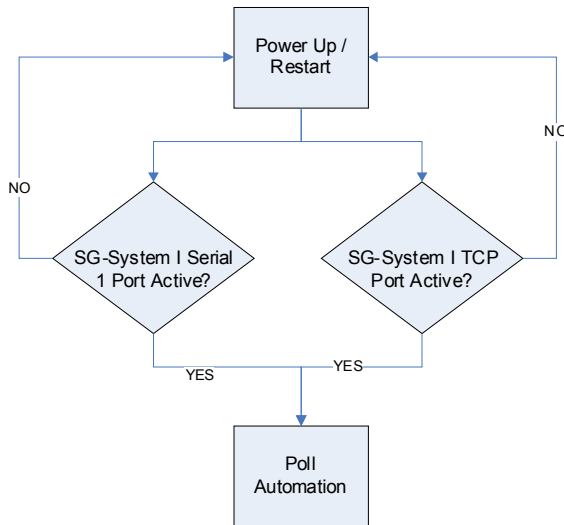 Power Up /
Restart
NO
NO
SG-System I Serial
1 Port Active?
SG-System I TCP
Port Active?
YES
YES
Poll
Automation